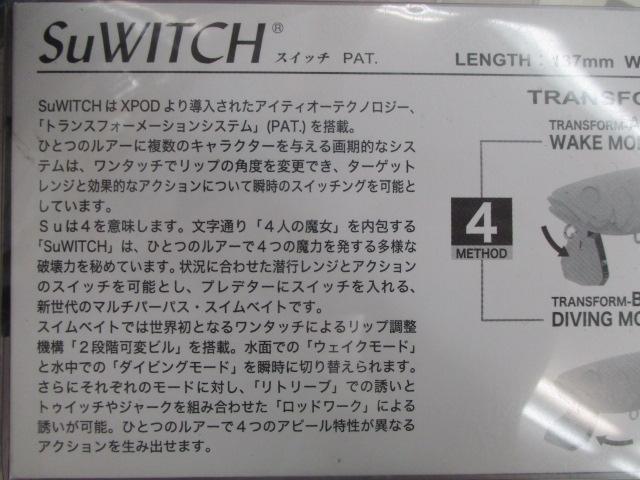 SuWITCH® スイッチ PAT.
LENGTH : 137mm W
SuWITCHはXPODより導入されたアイティオーテクノロジー、
「トランスフォーメーションシステム」(PAT.)を搭載。
ひとつのルアーに複数のキャラクターを与える画期的なシス
テムは、ワンタッチでリップの角度を変更でき、ターゲット
レンジと効果的なアクションについて瞬時のスイッチングを可能と
しています。
Ｓｕは４を意味します。文字通り「４人の魔女」を内包する
「SuWITCH」は、ひとつのルアーで４つの魔力を発する多様な
破壊力を秘めています。状況に合わせた潜行レンジとアクション
のスイッチを可能とし、プレデターにスイッチを入れる、
新世代のマルチパーパス・スイムベイトです。
スイムベイトでは世界初となるワンタッチによるリップ調整
機構「２段階可変ビル」を搭載。水面での「ウェイクモード」
と水中での「ダイビングモード」を瞬時に切り替えられます。
さらにそれぞれのモードに対し、「リトリーブ」での誘いと
トゥイッチやジャークを組み合わせた「ロッドワーク」による
誘いが可能。ひとつのルアーで４つのアピール特性が異なる
アクションを生み出せます。
4
METHOD
TRANSFO
TRANSFORM-A
WAKE MO
TRANSFORM-B
DIVING MO